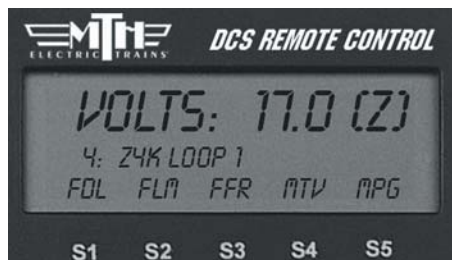 MTH DCS REMOTE CONTROL
ELECTRIC TRAINS
VOLTS: 17.0 (Z)
4: Z4K LOOP 1
FDL FLM FFR MTV MPG
S1 S2 S3 S4 S5